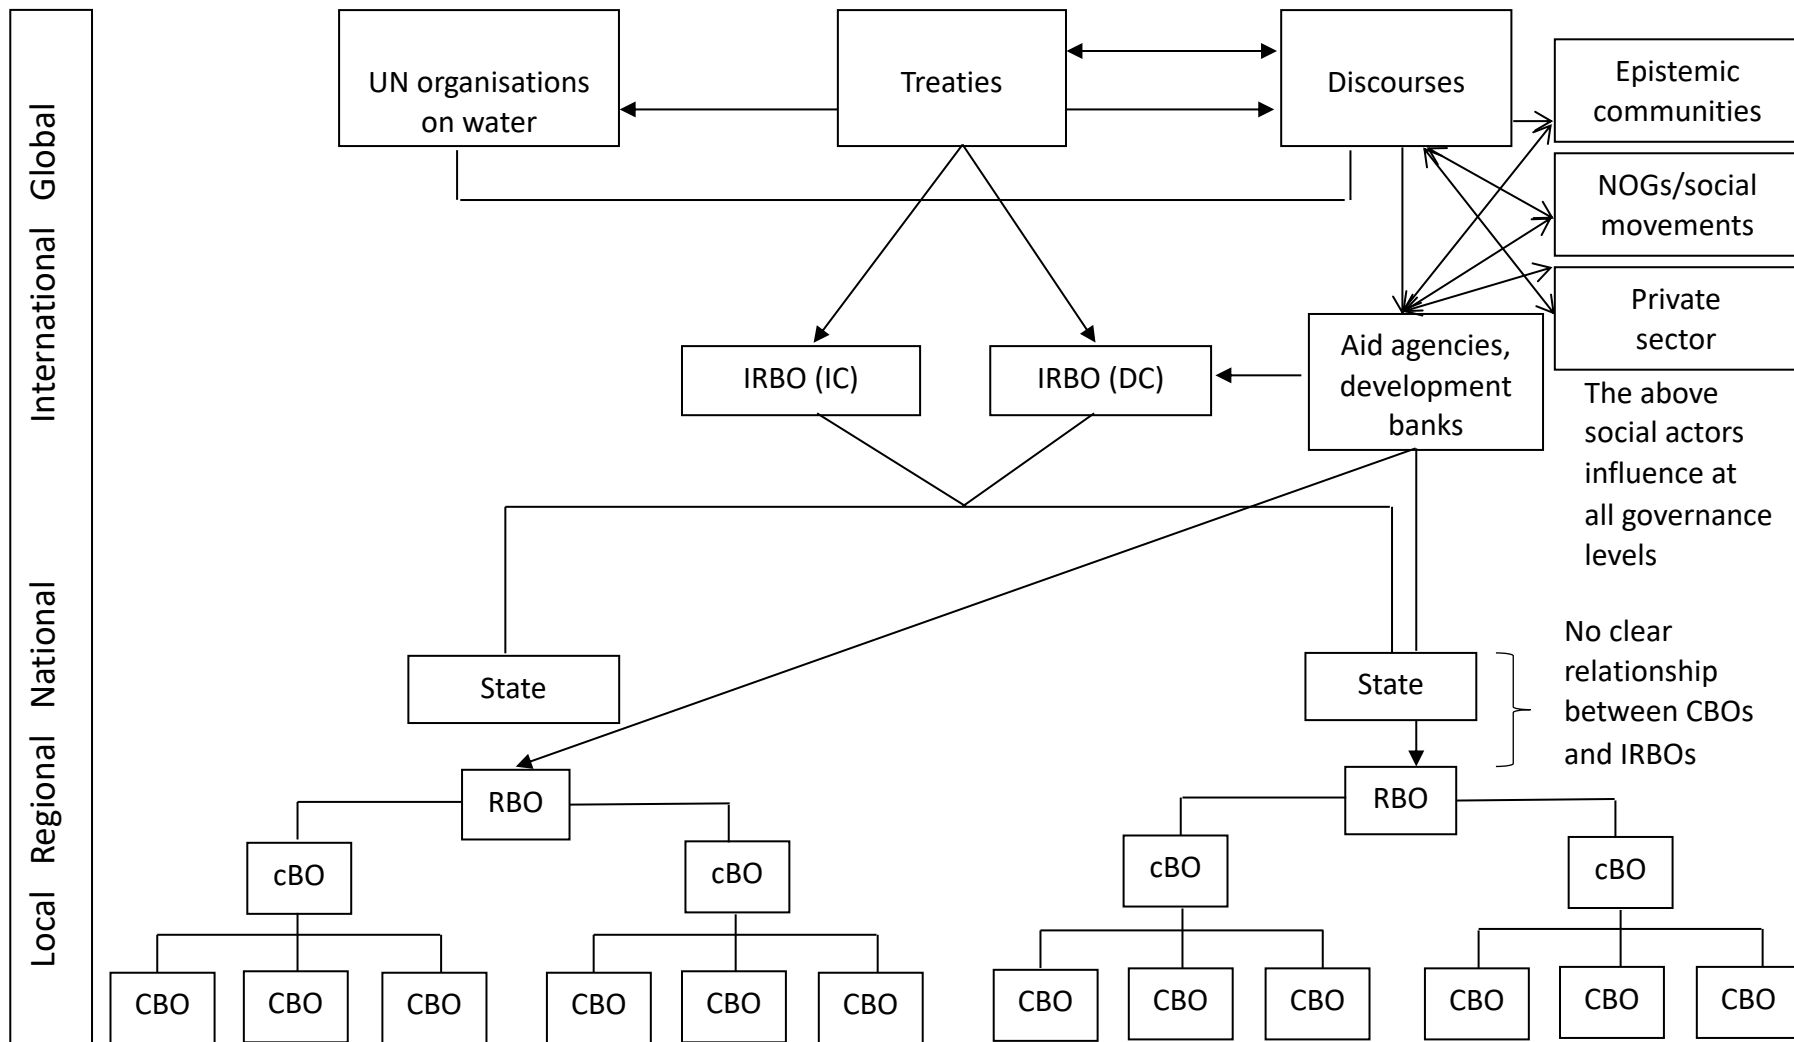 Global
International
National
Regional
Local
UN organisations
on water
Treaties
Discourses
Epistemic
communities
NOGs/social
movements
Private
sector
IRBO (IC)
IRBO (DC)
Aid agencies,
development
banks
The above
social actors
influence at
all governance
levels
State
State
No clear
relationship
between CBOs
and IRBOs
RBO
RBO
cBO
cBO
cBO
cBO
CBO
CBO
CBO
CBO
CBO
CBO
CBO
CBO
CBO
CBO
CBO
CBO